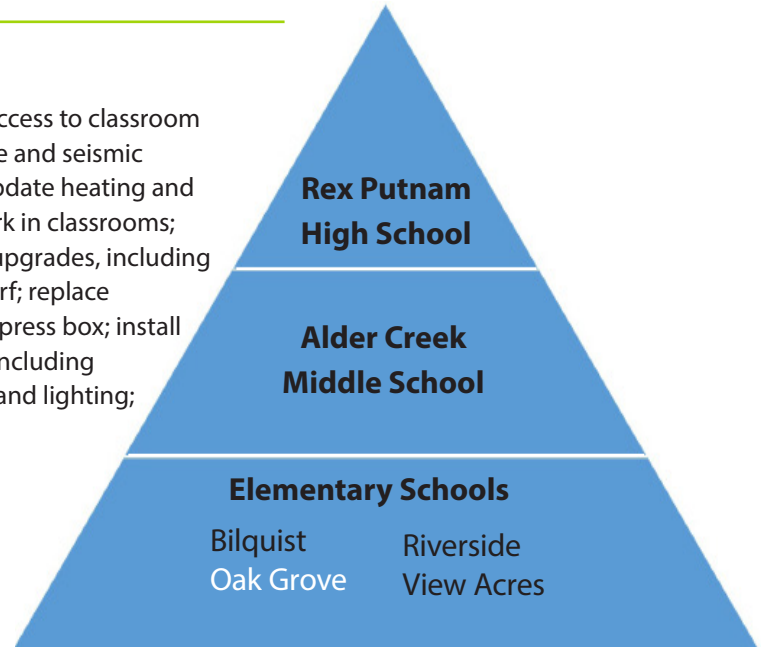 ccess to classroom
e and seismic
pdate heating and
rk in classrooms;
upgrades, including
rf; replace
press box; install
ncluding
and lighting;
Rex Putnam
High School
Alder Creek
Middle School
Elementary Schools
Bilquist
Oak Grove
Riverside
View Acres